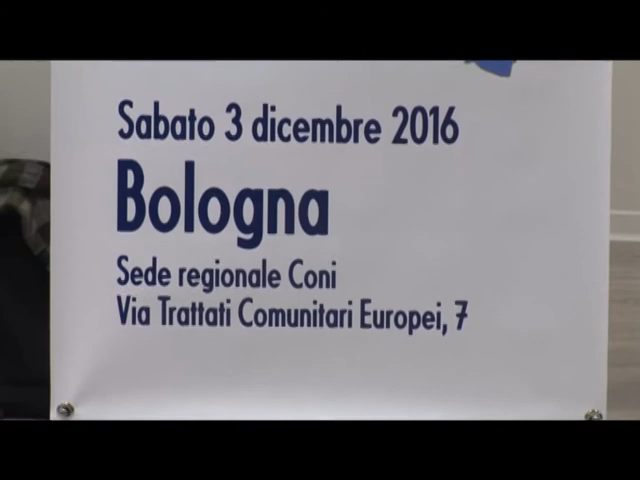 Sabato 3 dicembre 2016
Bologna
Sede regionale Coni
Via Trattati Comunitari Europei, 7